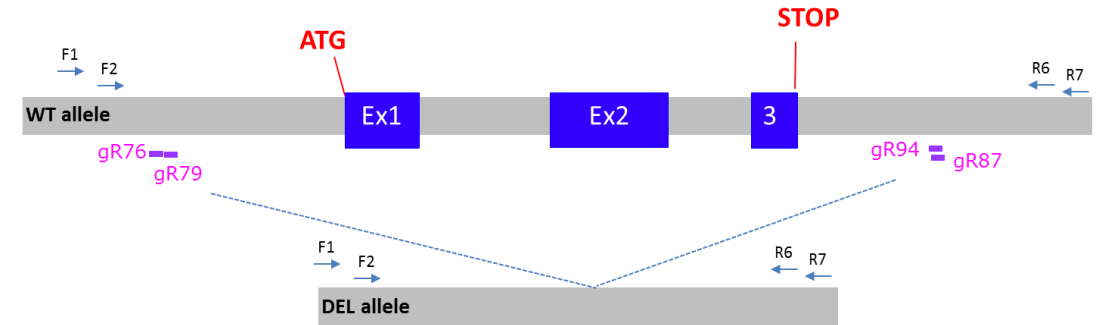 STOP
ATG
F1
F2
R6
R7
WT allele
Ex1
Ex2
3
gR76
gR79
gR94
gR87
F1
F2
R6
R7
DEL allele